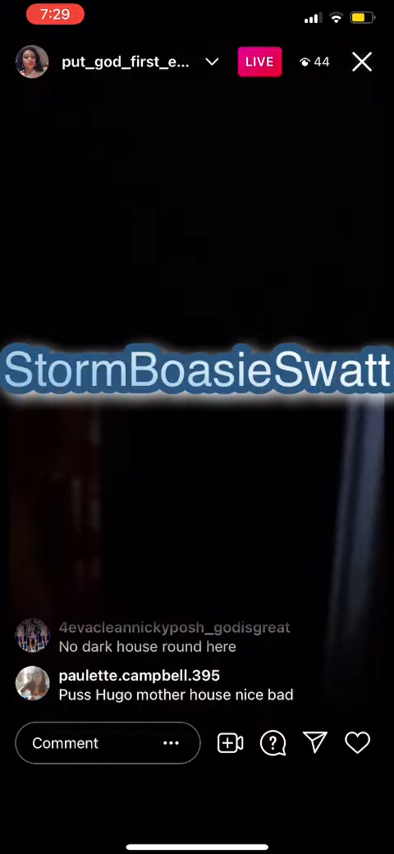 7:29
put_god_first_e...
LIVE
44
StormBoasieSwatt
4evacleannickyposh_godisgreat
No dark house round here
paulette.campbell.395
Puss Hugo mother house nice bad
Comment